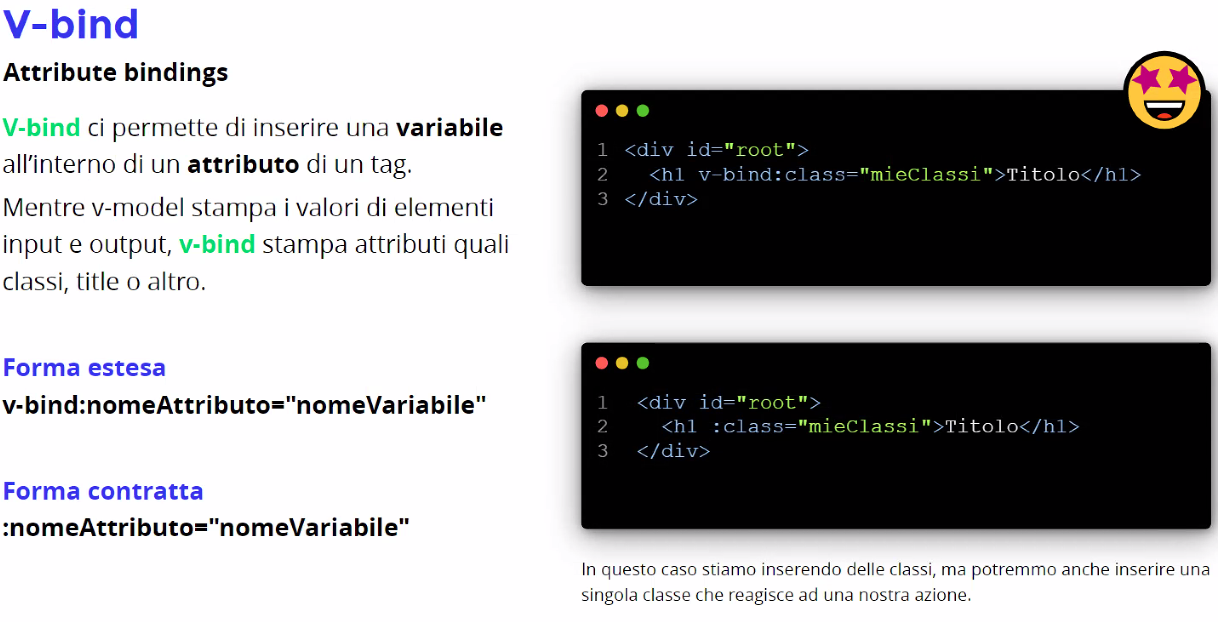 V-bind
Attribute bindings
V-bind ci permette di inserire una variabile
all'interno di un attributo di un tag.
Mentre v-model stampa i valori di elementi
input e output, v-bind stampa attributi quali
classi, title o altro.
Forma estesa
v-bind:nomeAttributo="nomeVariabile"
Forma contratta
:nomeAttributo="nomeVariabile"
1 <div id="root">
2   <h1 v-bind:class="mieClassi">Titolo</h1>
3 </div>
1  <div id="root">
2    <h1 :class="mieClassi">Titolo</h1>
3  </div>
In questo caso stiamo inserendo delle classi, ma potremmo anche inserire una
singola classe che reagisce ad una nostra azione.